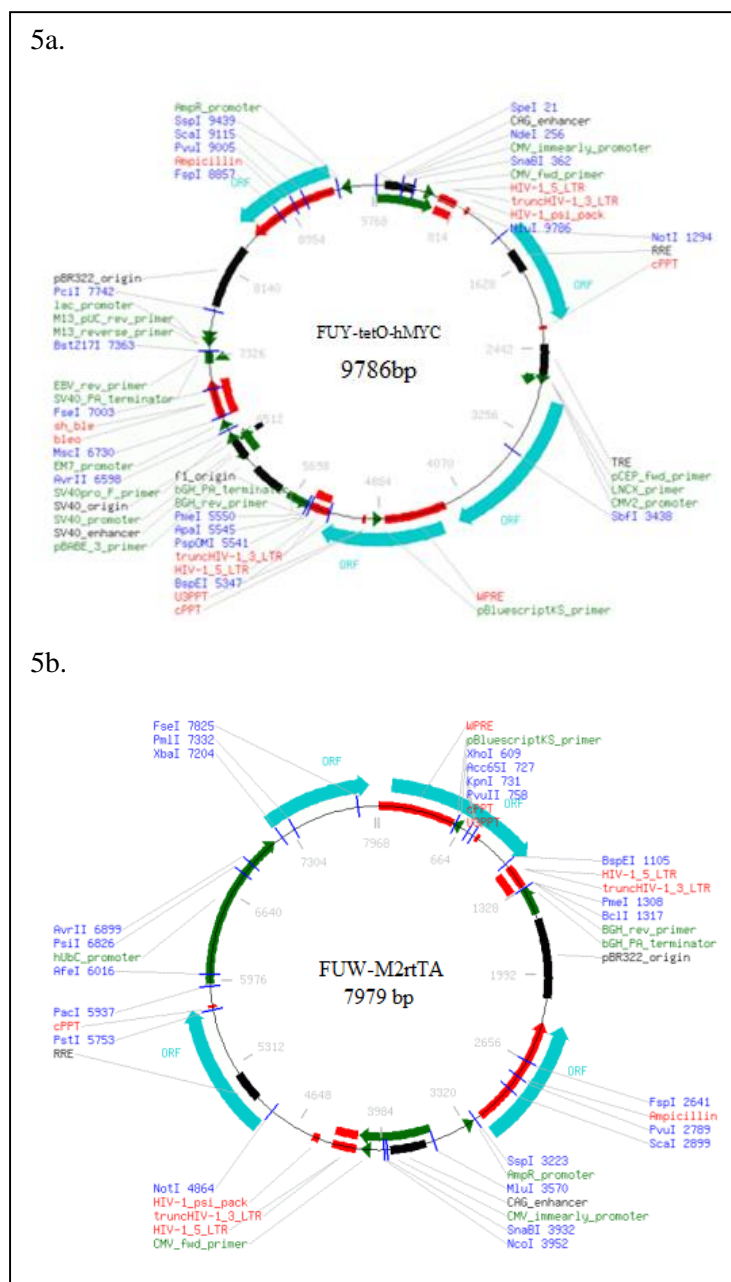 5a.
AmpR_promoter
SspI 9439
ScaI 9115
PvuI 9005
Ampicillin
FspI 8857
ORF
SpeI 21
CAG_enhancer
NdeI 256
CMV_immearly_promoter
SnaBI 362
CMV_fwd_primer
HIV-1_5_LTR
truncHIV-1_3_LTR
HIV-1_psi_pack
MluI 9786
NotI 1294
RRE
cPPT
ORF
9768
814
1628
2442
3256
4070
4884
5698
6512
7326
8140
8954
pBR322_origin
PciI 7742
lac_promoter
M13_pUC_rev_primer
M13_reverse_primer
BstZ17I 7363
FUY-tetO-hMYC
9786bp
EBV_rev_primer
SV40_PA_terminator
FseI 7003
sh_ble
bleo
MscI 6730
EM7_promoter
AvrII 6598
SV40pro_F_primer
SV40_origin
SV40_promoter
SV40_enhancer
pBABE_3_primer
f1_origin
bGH_PA_terminator
BGH_rev_primer
PmeI 5550
ApaI 5545
PspOMI 5541
truncHIV-1_3_LTR
HIV-1_5_LTR
BspEI 5347
U3PPT
cPPT
ORF
ORF
TRE
pCEP_fwd_primer
LNCX_primer
CMV2_promoter
SbfI 3438
WPRE
pBluescriptKS_primer
5b.
FseI 7825
PmlI 7332
XbaI 7204
ORF
WPRE
pBluescriptKS_primer
XhoI 609
Acc65I 727
KpnI 731
PvuII 758
cPPT
U3PPT
ORF
7968
664
1328
1992
2656
3320
3984
4648
5312
5976
6640
7304
BspEI 1105
HIV-1_5_LTR
truncHIV-1_3_LTR
PmeI 1308
BclI 1317
BGH_rev_primer
bGH_PA_terminator
pBR322_origin
AvrII 6899
PsiI 6826
hUbC_promoter
AfeI 6016
FUW-M2rtTA
7979 bp
PacI 5937
cPPT
PstI 5753
RRE
ORF
ORF
FspI 2641
Ampicillin
PvuI 2789
ScaI 2899
NotI 4864
HIV-1_psi_pack
truncHIV-1_3_LTR
HIV-1_5_LTR
CMV_fwd_primer
SspI 3223
AmpR_promoter
MluI 3570
CAG_enhancer
CMV_immearly_promoter
SnaBI 3932
NcoI 3952